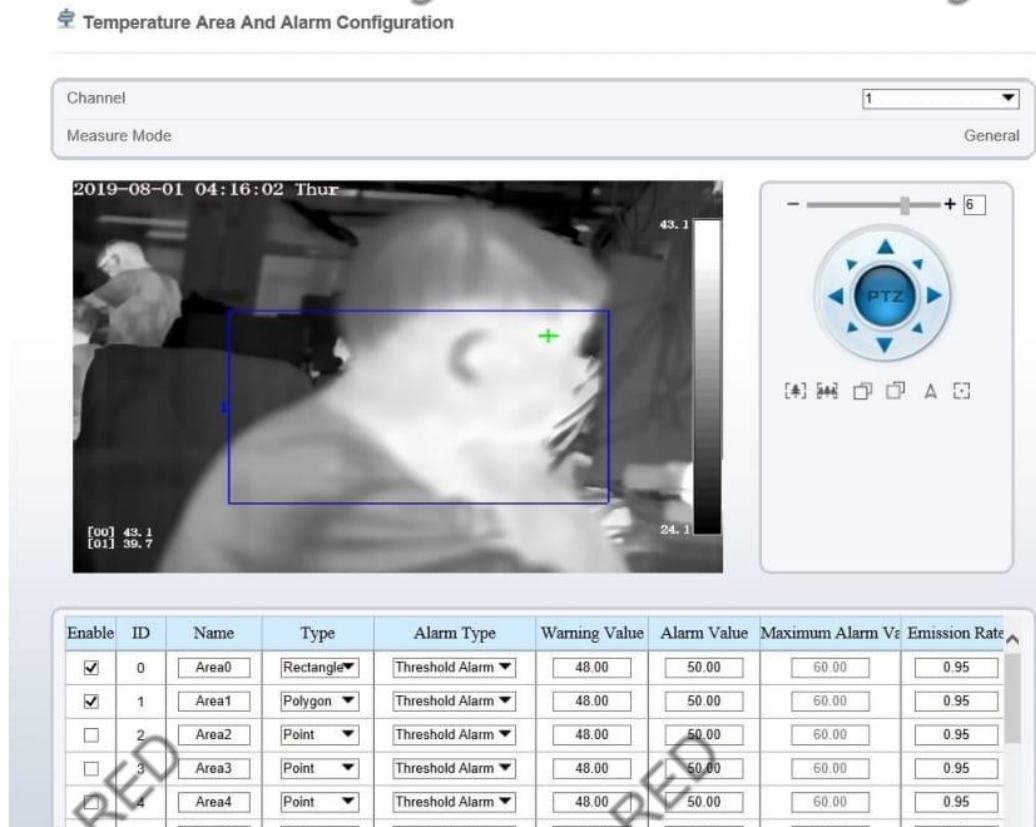 Temperature Area And Alarm Configuration
Channel 1
Measure Mode General
2019-08-01 04:16:02 Thur
43.1
- + 6
PTZ
[00] 43.1
[01] 39.7
24.1
Enable ID Name Type Alarm Type Warning Value Alarm Value Maximum Alarm Va Emission Rate
0 Area0 Rectangle Threshold Alarm 48.00 50.00 60.00 0.95
1 Area1 Polygon Threshold Alarm 48.00 50.00 60.00 0.95
2 Area2 Point Threshold Alarm 48.00 50.00 60.00 0.95
3 Area3 Point Threshold Alarm 48.00 50.00 60.00 0.95
4 Area4 Point Threshold Alarm 48.00 50.00 60.00 0.95
RED RED